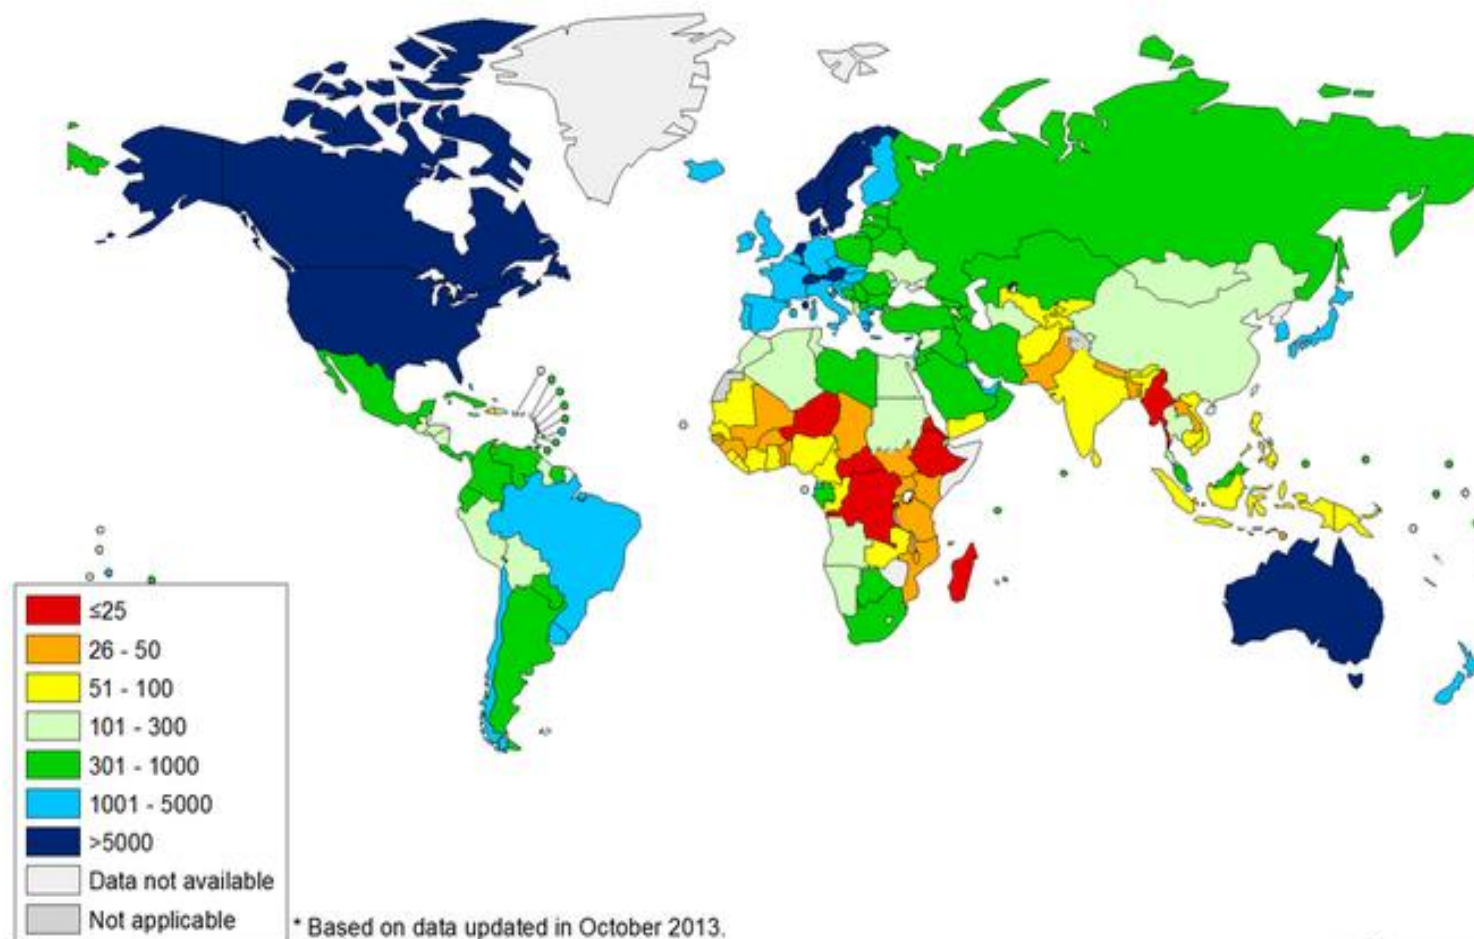 ≤25
26 - 50
51 - 100
101 - 300
301 - 1000
1001 - 5000
>5000
Data not available
Not applicable
* Based on data updated in October 2013.